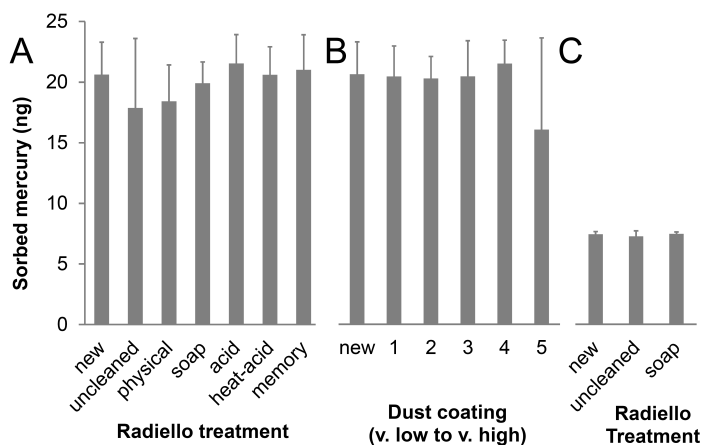 25
20
15
10
5
0
Sorbed mercury (ng)
A
new
uncleaned
physical
soap
acid
heat-acid
memory
Radiello treatment
B
new 1 2 3 4 5
Dust coating
(v. low to v. high)
C
new
uncleaned
soap
Radiello
Treatment